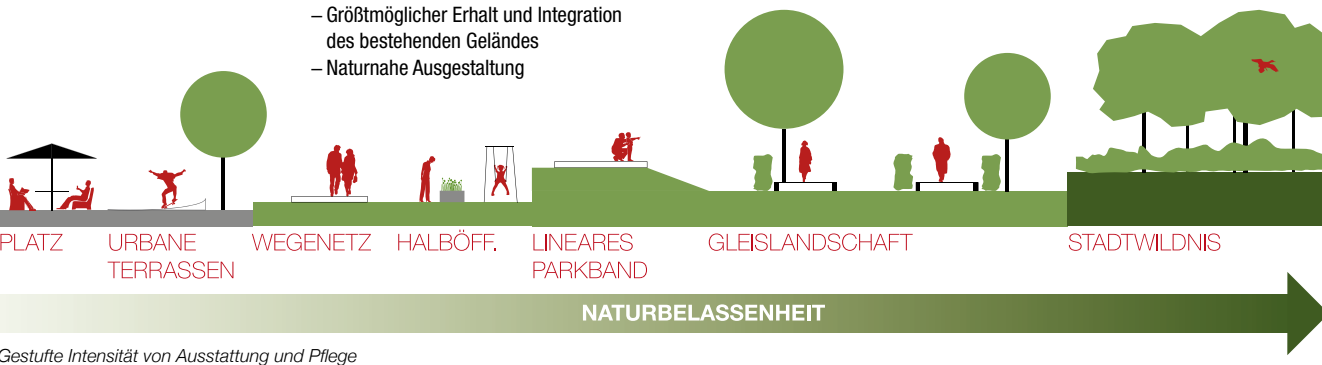 – Größtmöglicher Erhalt und Integration
des bestehenden Geländes
– Naturnahe Ausgestaltung
PLATZ
URBANE
TERRASSEN
WEGENETZ
HALBÖFF.
LINEARES
PARKBAND
GLEISLANDSCHAFT
STADTWILDNIS
NATURBELASSENHEIT
Gestufte Intensität von Ausstattung und Pflege